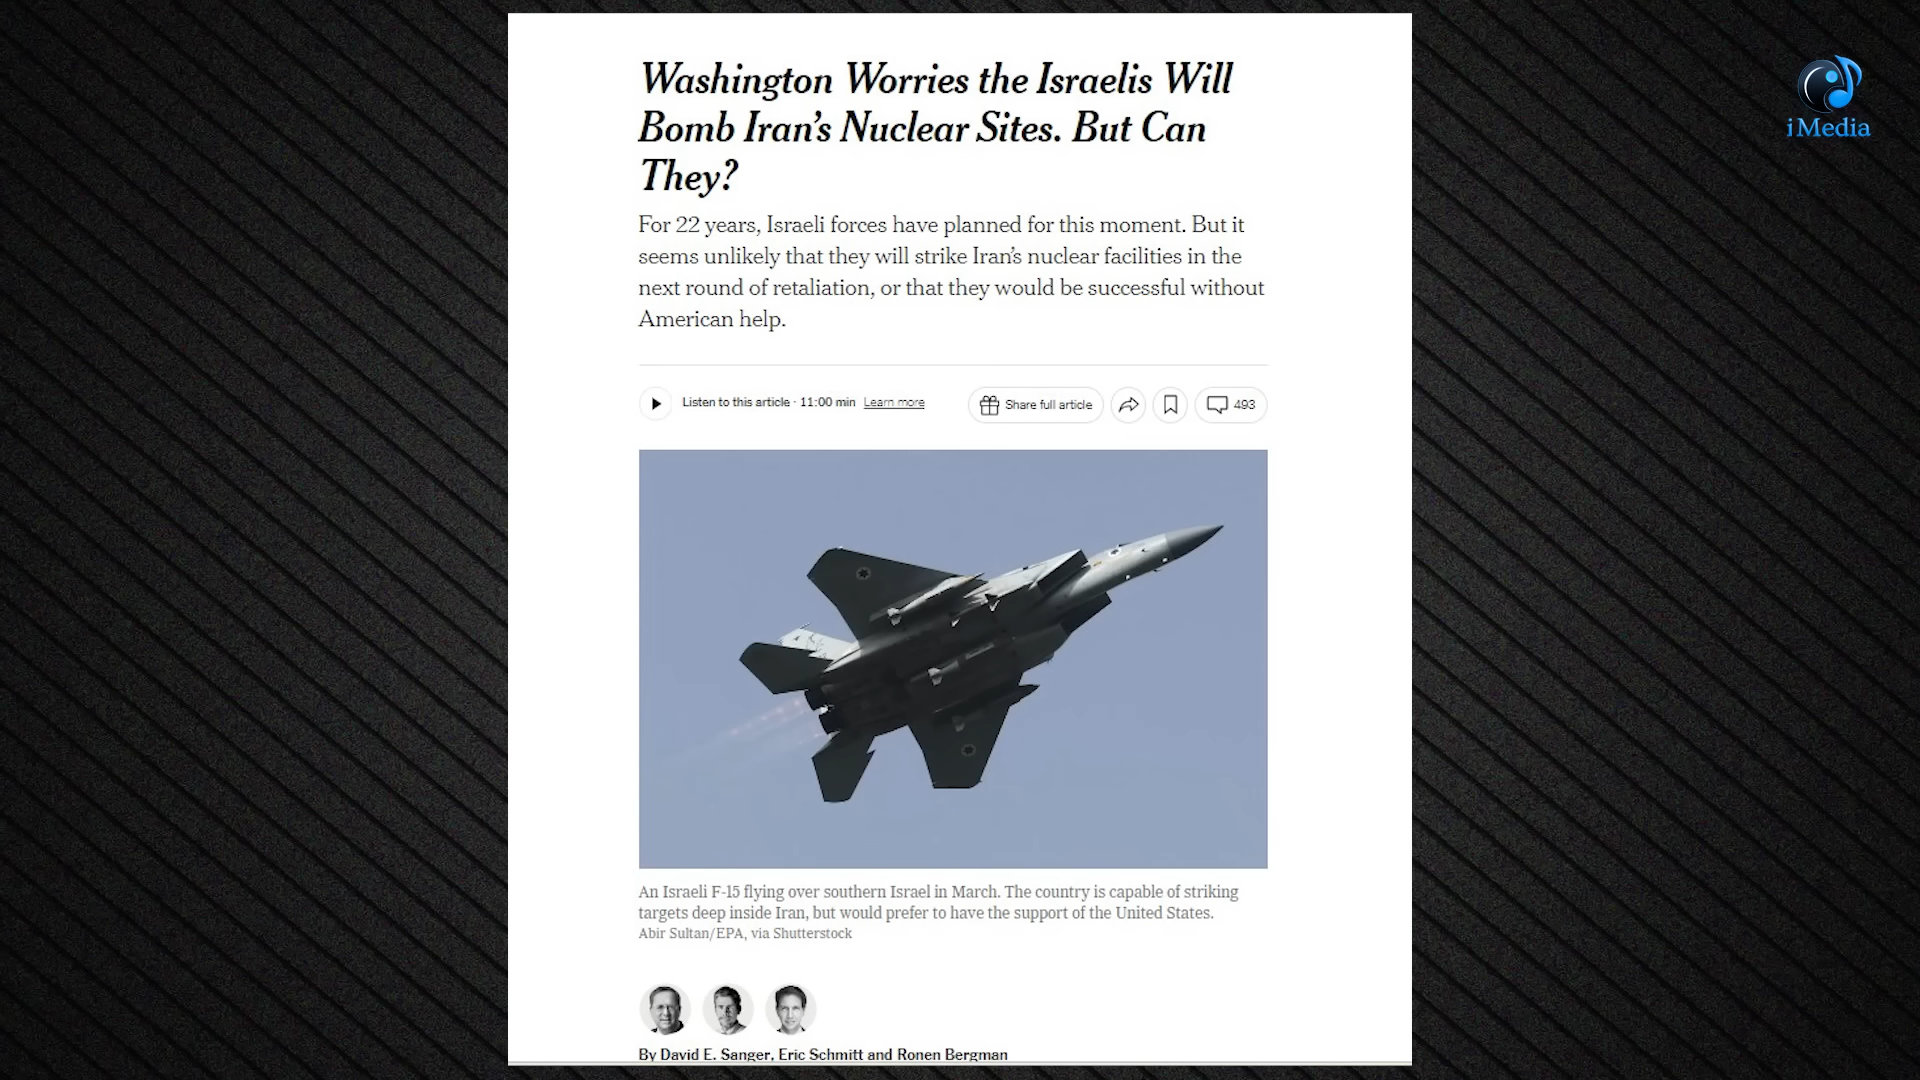 Washington Worries the Israelis Will
Bomb Iran’s Nuclear Sites. But Can
They?
For 22 years, Israeli forces have planned for this moment. But it
seems unlikely that they will strike Iran’s nuclear facilities in the
next round of retaliation, or that they would be successful without
American help.
Listen to this article · 11:00 min Learn more
Share full article
493
An Israeli F-15 flying over southern Israel in March. The country is capable of striking
targets deep inside Iran, but would prefer to have the support of the United States.
Abir Sultan/EPA, via Shutterstock
By David E. Sanger, Eric Schmitt and Ronen Bergman
iMedia